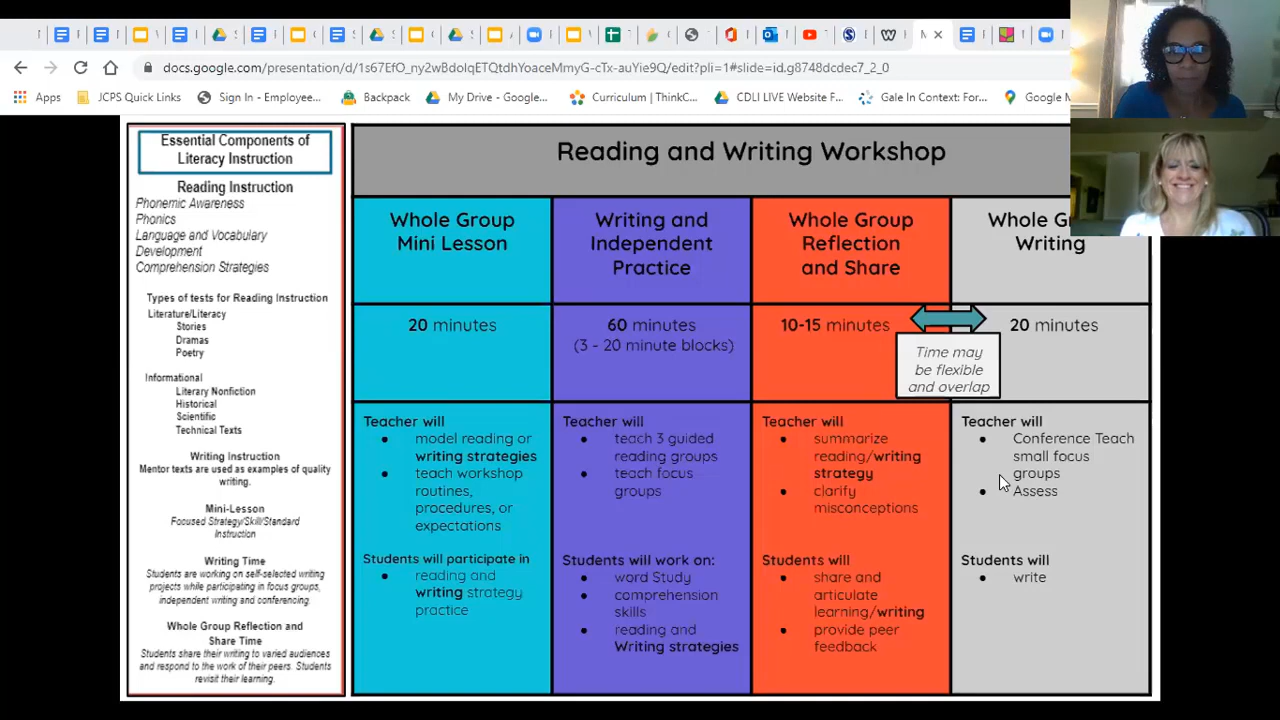 docs.google.com/presentation/d/1s67EfO_ny2wBdolqETQtdhYoaceMmyG-cTx-auYie9Q/edit?pli=1#slide=id.g8748dcdec7_2_0
Apps
JCPS Quick Links
Sign In - Employee...
Backpack
My Drive - Google...
Curriculum | ThinkC...
CDLI LIVE Website F...
Gale In Context: For...
Google M
Essential Components of
Literacy Instruction
Reading Instruction
Phonemic Awareness
Phonics
Language and Vocabulary
Development
Comprehension Strategies
Types of tests for Reading Instruction
Literature/Literacy
Stories
Dramas
Poetry
Informational
Literary Nonfiction
Historical
Scientific
Technical Texts
Writing Instruction
Mentor texts are used as examples of quality
writing.
Mini-Lesson
Focused Strategy/Skill/Standard
Instruction
Writing Time
Students are working on self-selected writing
projects while participating in focus groups,
independent writing and conferencing.
Whole Group Reflection and
Share Time
Students share their writing to varied audiences
and respond to the work of their peers. Students
revisit their learning.
Reading and Writing Workshop
Whole Group
Mini Lesson
20 minutes
Teacher will
model reading or
writing strategies
teach workshop
routines,
procedures, or
expectations
Students will participate in
reading and
writing strategy
practice
Writing and
Independent
Practice
60 minutes
(3 - 20 minute blocks)
Teacher will
teach 3 guided
reading groups
teach focus
groups
Students will work on:
word Study
comprehension
skills
reading and
Writing strategies
Whole Group
Reflection
and Share
10-15 minutes
Time may
be flexible
and overlap
Teacher will
summarize
reading/writing
strategy
clarify
misconceptions
Students will
share and
articulate
learning/writing
provide peer
feedback
Whole G
Writing
20 minutes
Teacher will
Conference Teach
small focus
groups
Assess
Students will
write